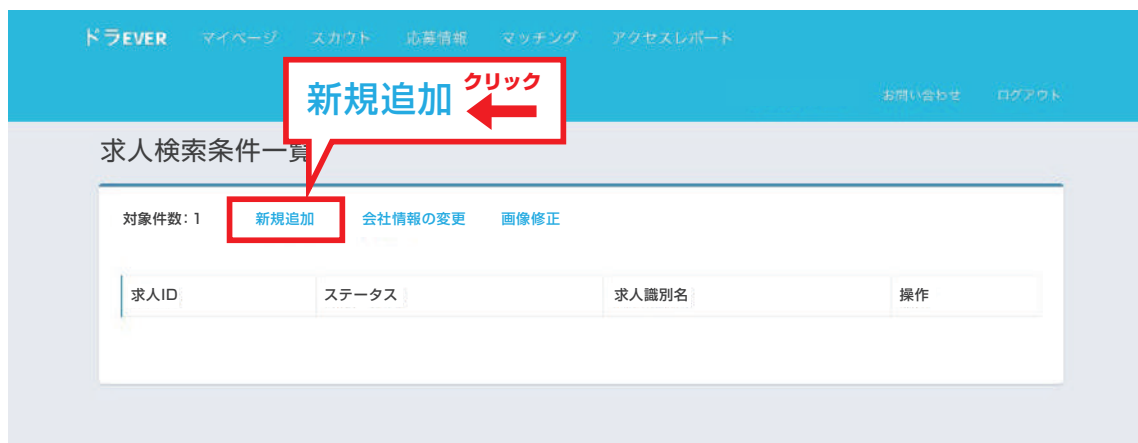 ドラEVER マイページ スカウト 応募情報 マッチング アクセスレポート
新規追加 クリック
お問い合わせ ログアウト
求人検索条件一覧
対象件数: 1 新規追加 会社情報の変更 画像修正
求人ID ステータス 求人識別名 操作